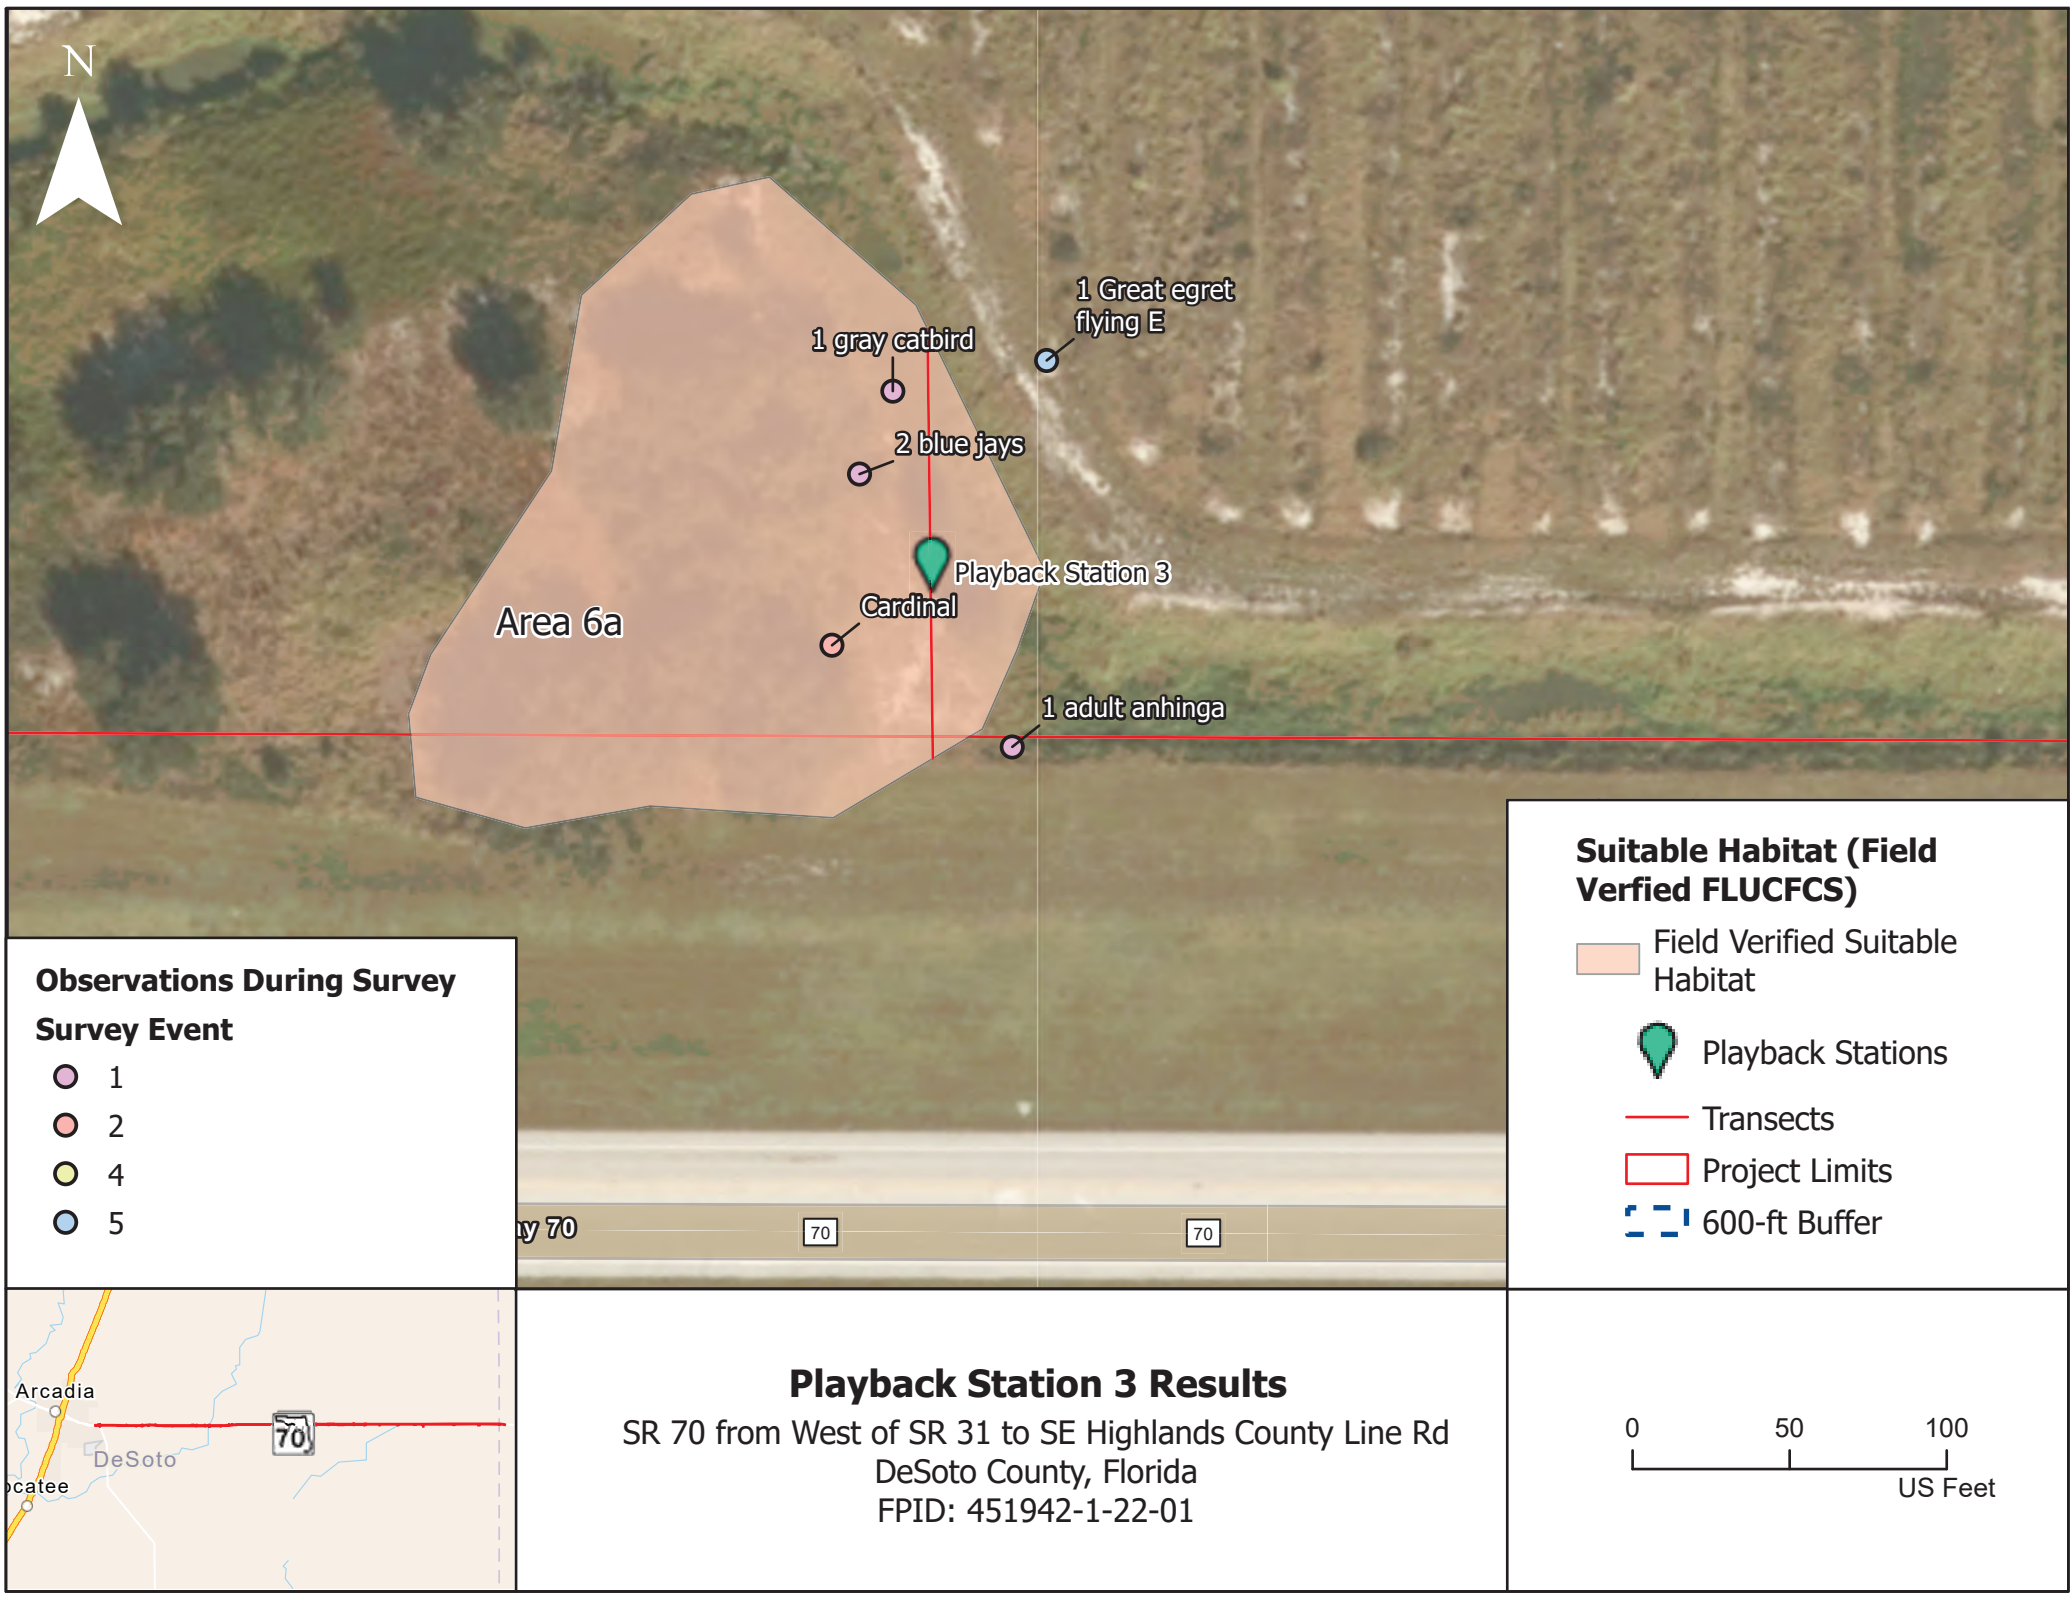 N
1 Great egret
flying E
1 gray catbird
2 blue jays
Playback Station 3
Cardinal
Area 6a
1 adult anhinga
Suitable Habitat (Field
Verfied FLUCFCS)
Field Verified Suitable
Habitat
Playback Stations
Transects
Project Limits
600-ft Buffer
Observations During Survey
Survey Event
1
2
4
5
ay 70
70
70
Arcadia
70
DeSoto
ocatee
Playback Station 3 Results
SR 70 from West of SR 31 to SE Highlands County Line Rd
DeSoto County, Florida
FPID: 451942-1-22-01
0 50 100
US Feet